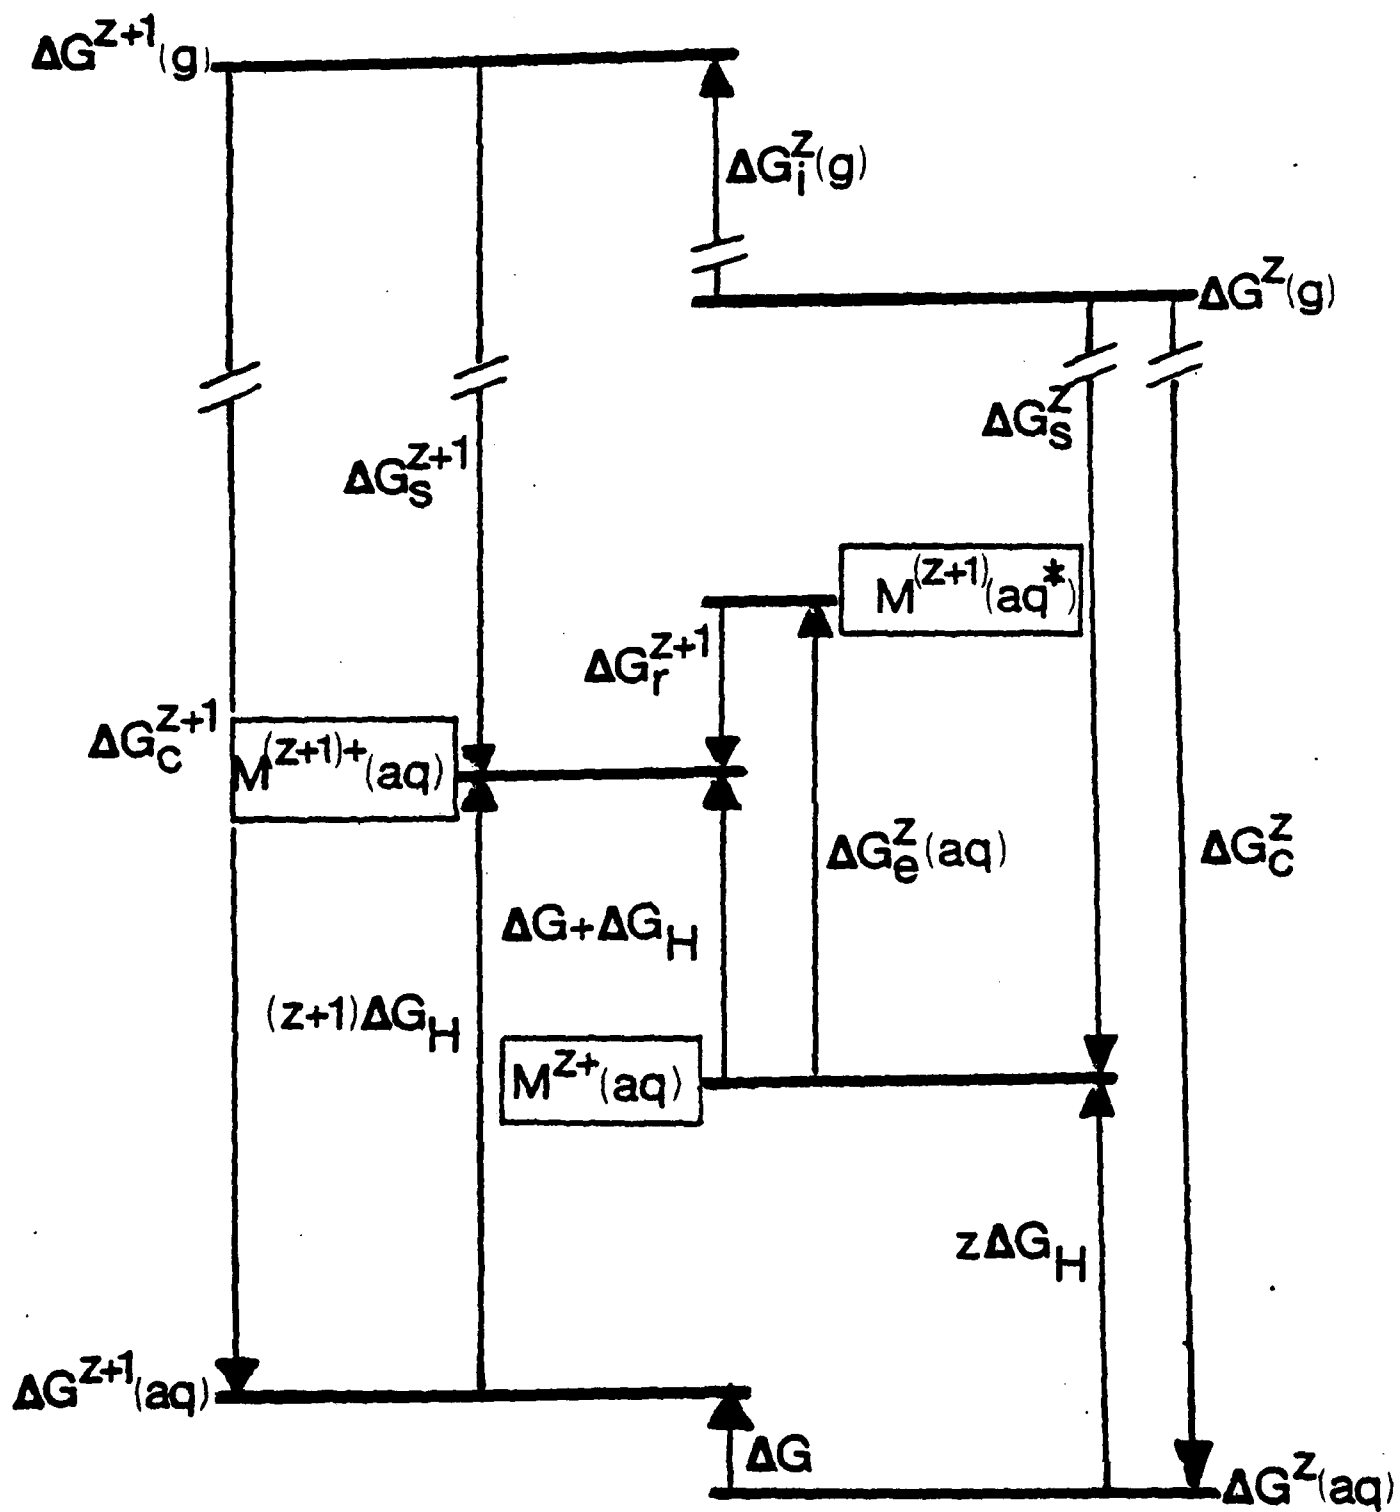 ΔG^{z+1}(g)
ΔG_i^z(g)
ΔG^z(g)
ΔG_s^z
ΔG_s^{z+1}
M^{(z+1)}(aq*)
ΔG_r^{z+1}
ΔG_c^{z+1}
M^{(z+1)+}(aq)
ΔG_e^z(aq)
ΔG_c^z
ΔG+ΔG_H
(z+1)ΔG_H
M^{z+}(aq)
zΔG_H
ΔG^{z+1}(aq)
ΔG
ΔG^z(aq)